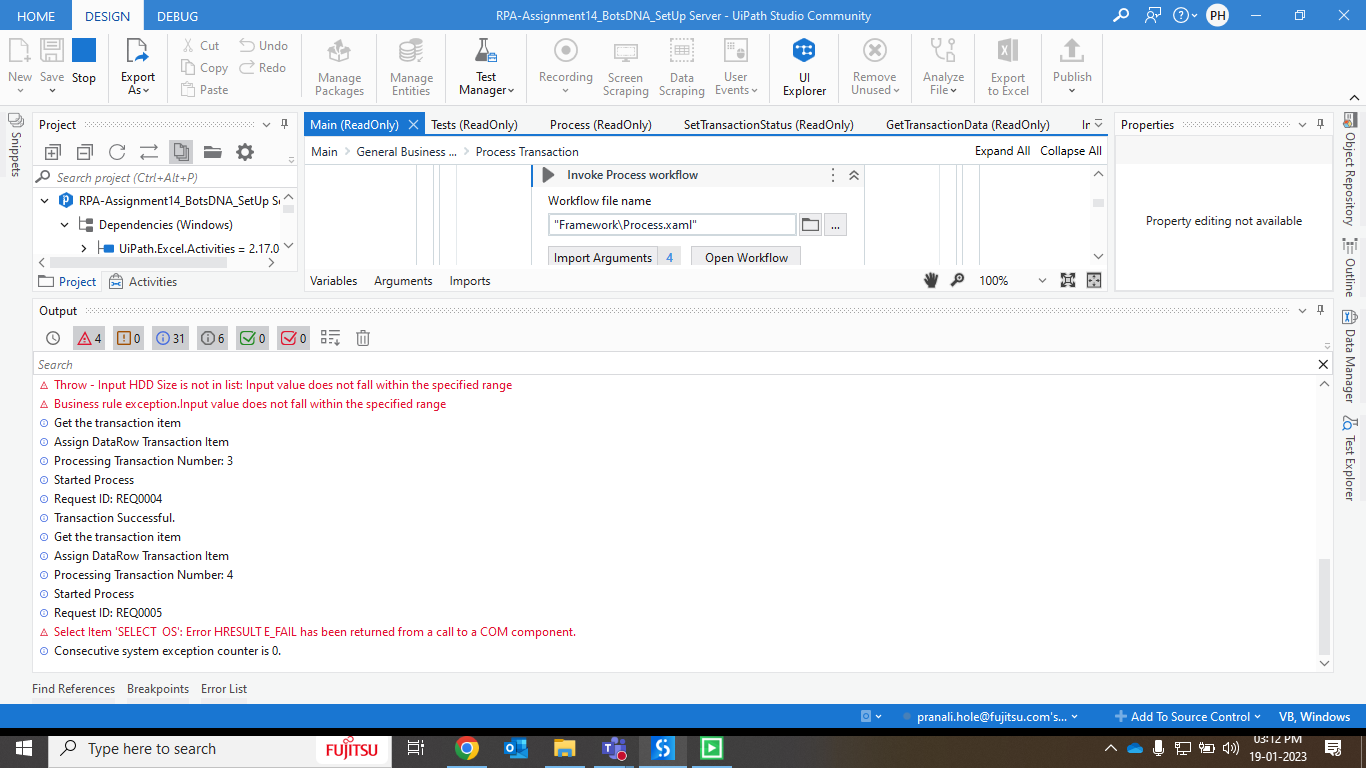 HOME DESIGN DEBUG RPA-Assignment14_BotsDNA_SetUp Server - UiPath Studio Community PH
New Save Stop Export As Cut Copy Paste Undo Redo Manage Packages Manage Entities Test Manager Recording Screen Scraping Data Scraping User Events UI Explorer Remove Unused Analyze File Export to Excel Publish
Snippets
Project
Search project (Ctrl+Alt+P)
RPA-Assignment14_BotsDNA_SetUp Se
Dependencies (Windows)
UiPath.Excel.Activities = 2.17.0
Project Activities
Main (ReadOnly) Tests (ReadOnly) Process (ReadOnly) SetTransactionStatus (ReadOnly) GetTransactionData (ReadOnly) In
Main > General Business ... > Process Transaction Expand All Collapse All
Invoke Process workflow
Workflow file name
"Framework\Process.xaml" ...
Import Arguments 4 Open Workflow
Variables Arguments Imports 100%
Properties
Property editing not available
Object Repository
Outline
Data Manager
Test Explorer
Output
4 0 31 6 0 0
Search
Throw - Input HDD Size is not in list: Input value does not fall within the specified range
Business rule exception.Input value does not fall within the specified range
Get the transaction item
Assign DataRow Transaction Item
Processing Transaction Number: 3
Started Process
Request ID: REQ0004
Transaction Successful.
Get the transaction item
Assign DataRow Transaction Item
Processing Transaction Number: 4
Started Process
Request ID: REQ0005
Select Item 'SELECT  OS': Error HRESULT E_FAIL has been returned from a call to a COM component.
Consecutive system exception counter is 0.
Find References Breakpoints Error List
pranali.hole@fujitsu.com's... Add To Source Control VB, Windows
Type here to search FUJITSU 03:12 PM
19-01-2023